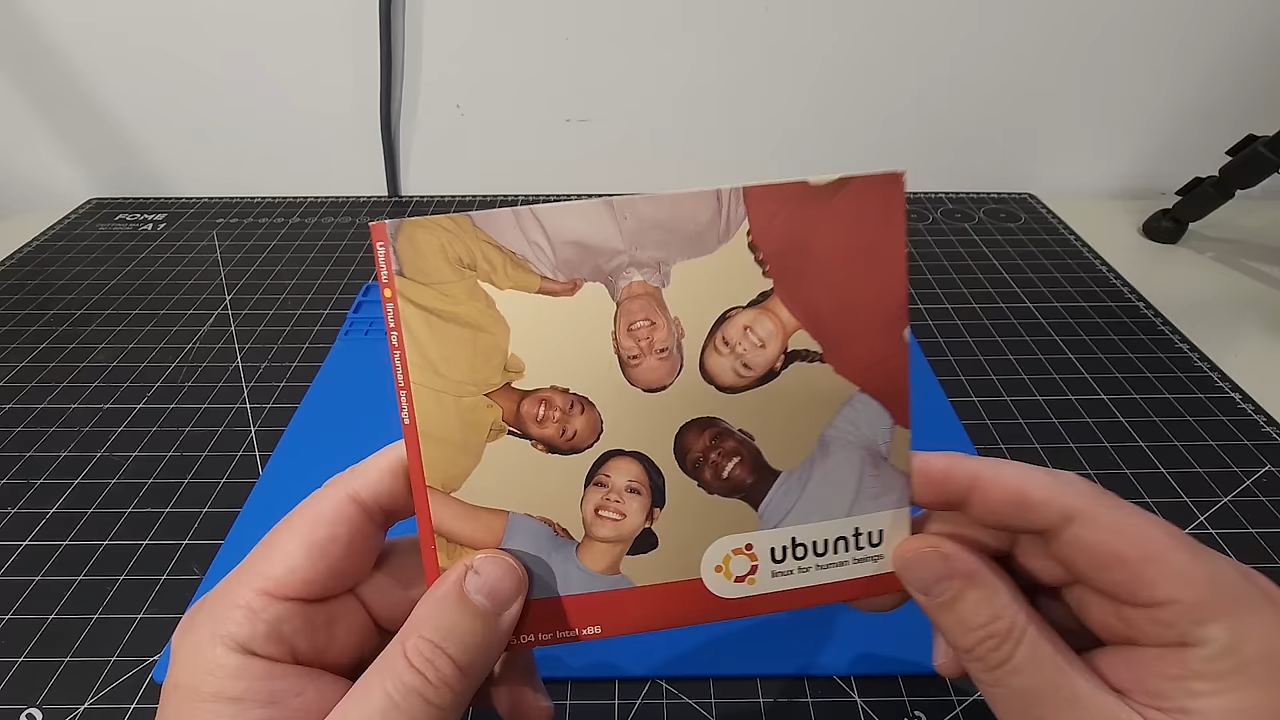 FOME
A1
Ubuntu linux for human beings
ubuntu
linux for human beings
5.04 for Intel x86